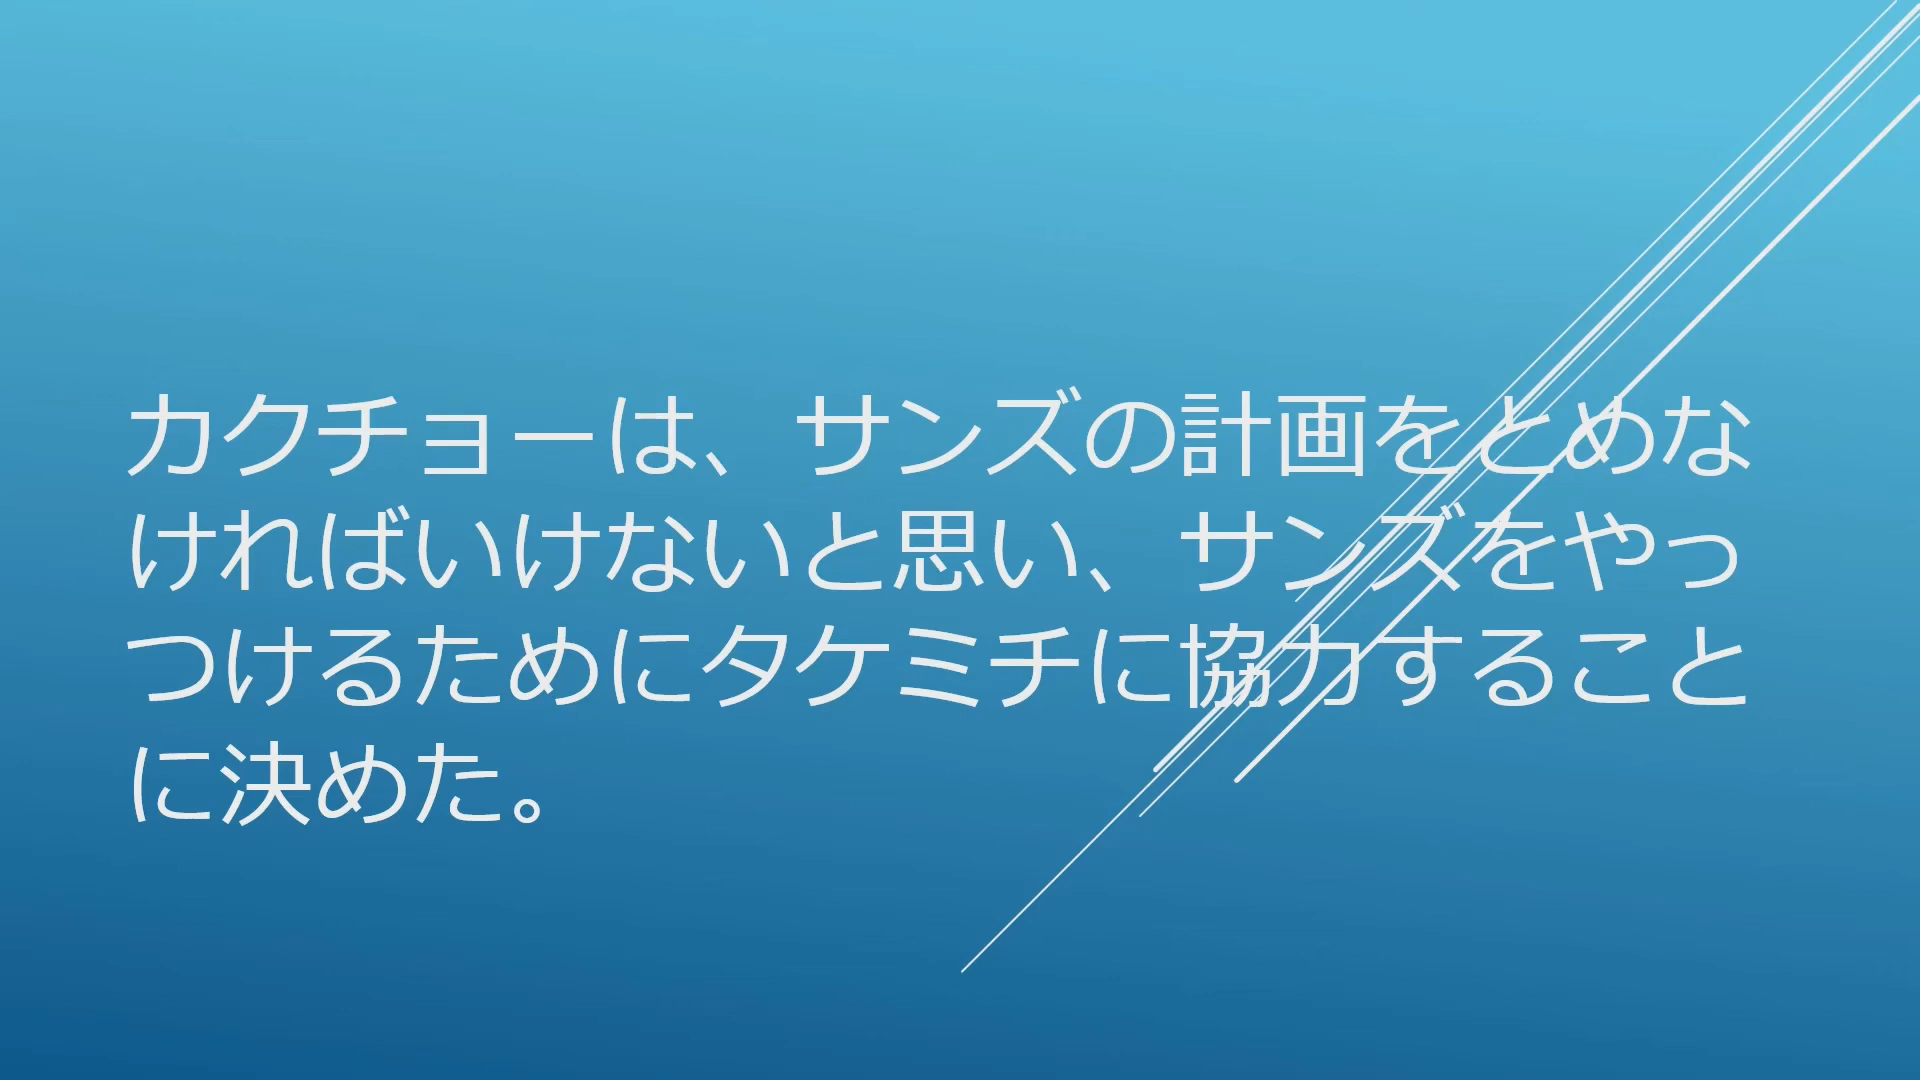 カクチョーは、サンズの計画をとめな
ければいけないと思い、サンズをやっ
つけるためにタケミチに協力すること
に決めた。